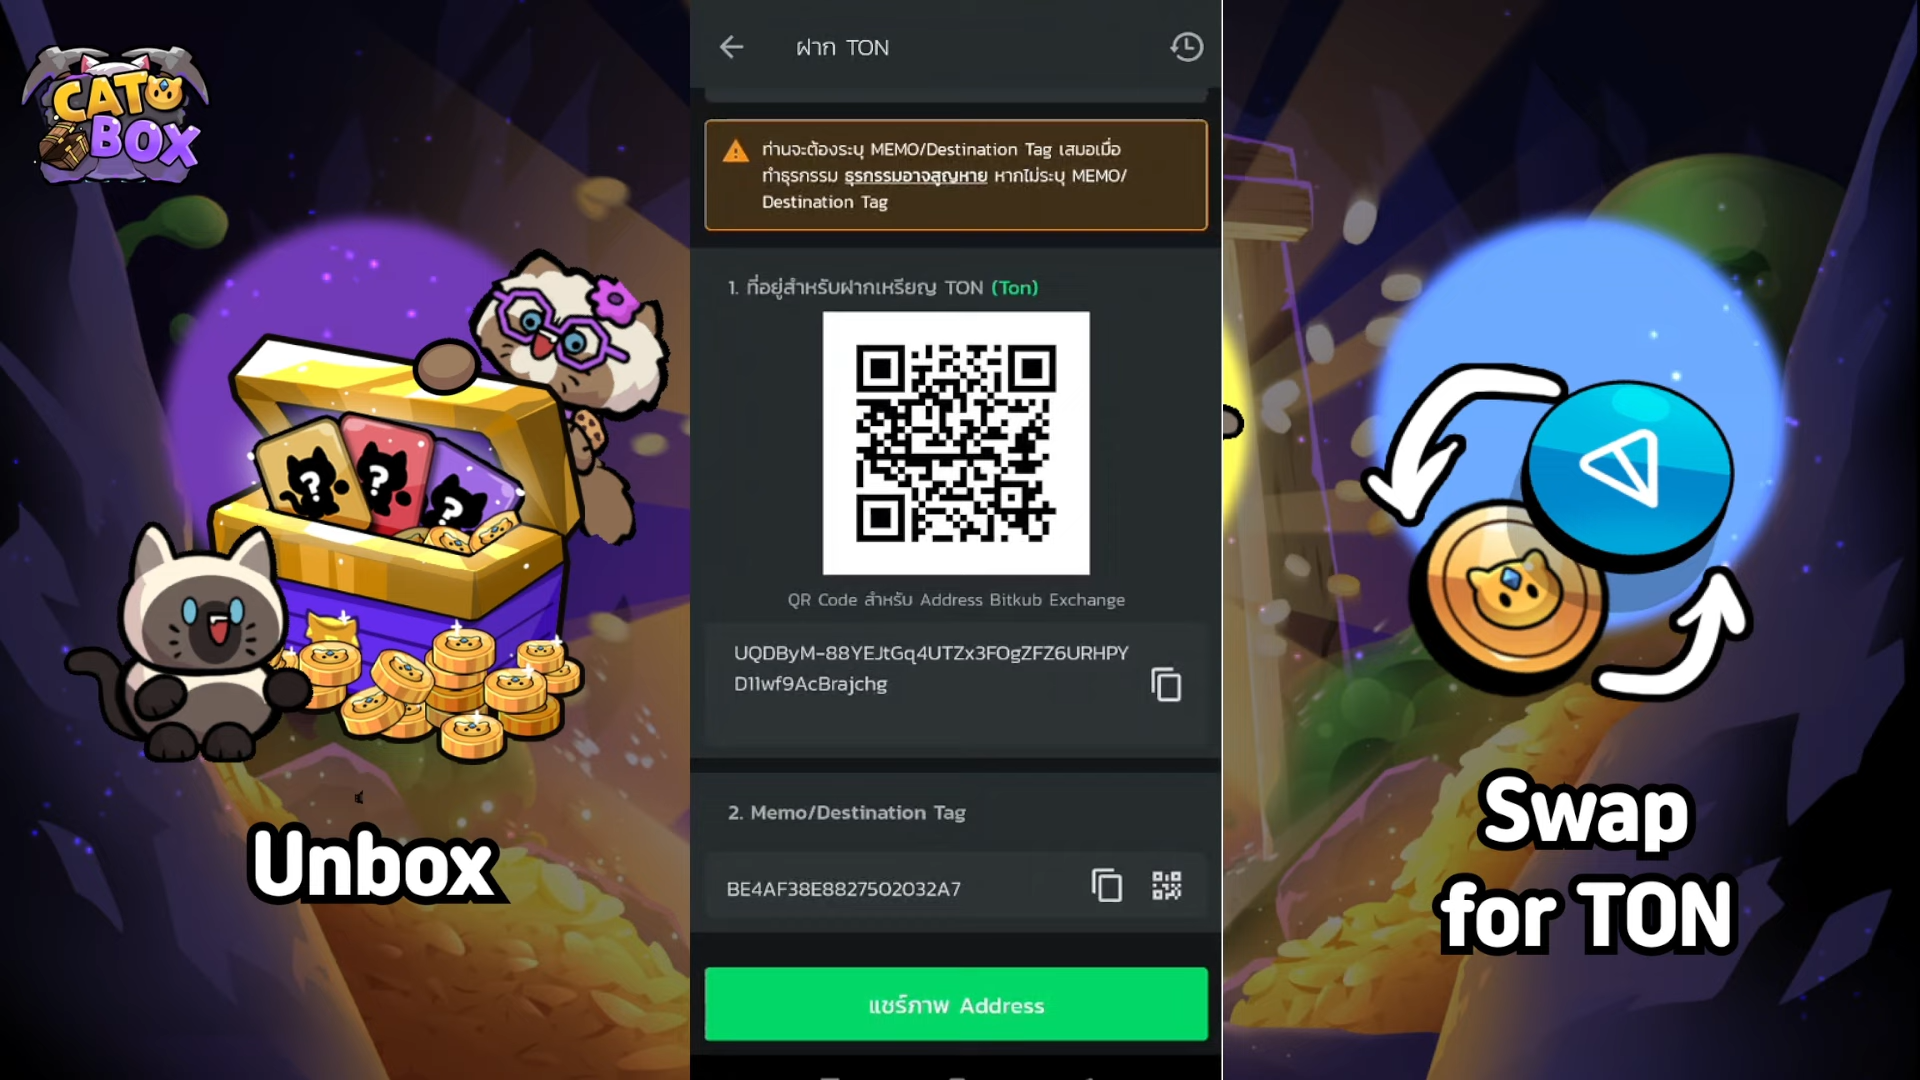 CATO
BOX
Unbox
ฝาก TON
ท่านจะต้องระบุ MEMO/Destination Tag เสมอเมื่อ
ทำธุรกรรม ธุรกรรมอาจสูญหาย หากไม่ระบุ MEMO/
Destination Tag
1. ที่อยู่สำหรับฝากเหรียญ TON (Ton)
QR Code สำหรับ Address Bitkub Exchange
UQDByM-88YEJtGq4UTZx3FOgZFZ6URHPY
D11wf9AcBrajchg
2. Memo/Destination Tag
BE4AF38E8827502032A7
แชร์ภาพ Address
Swap
for TON